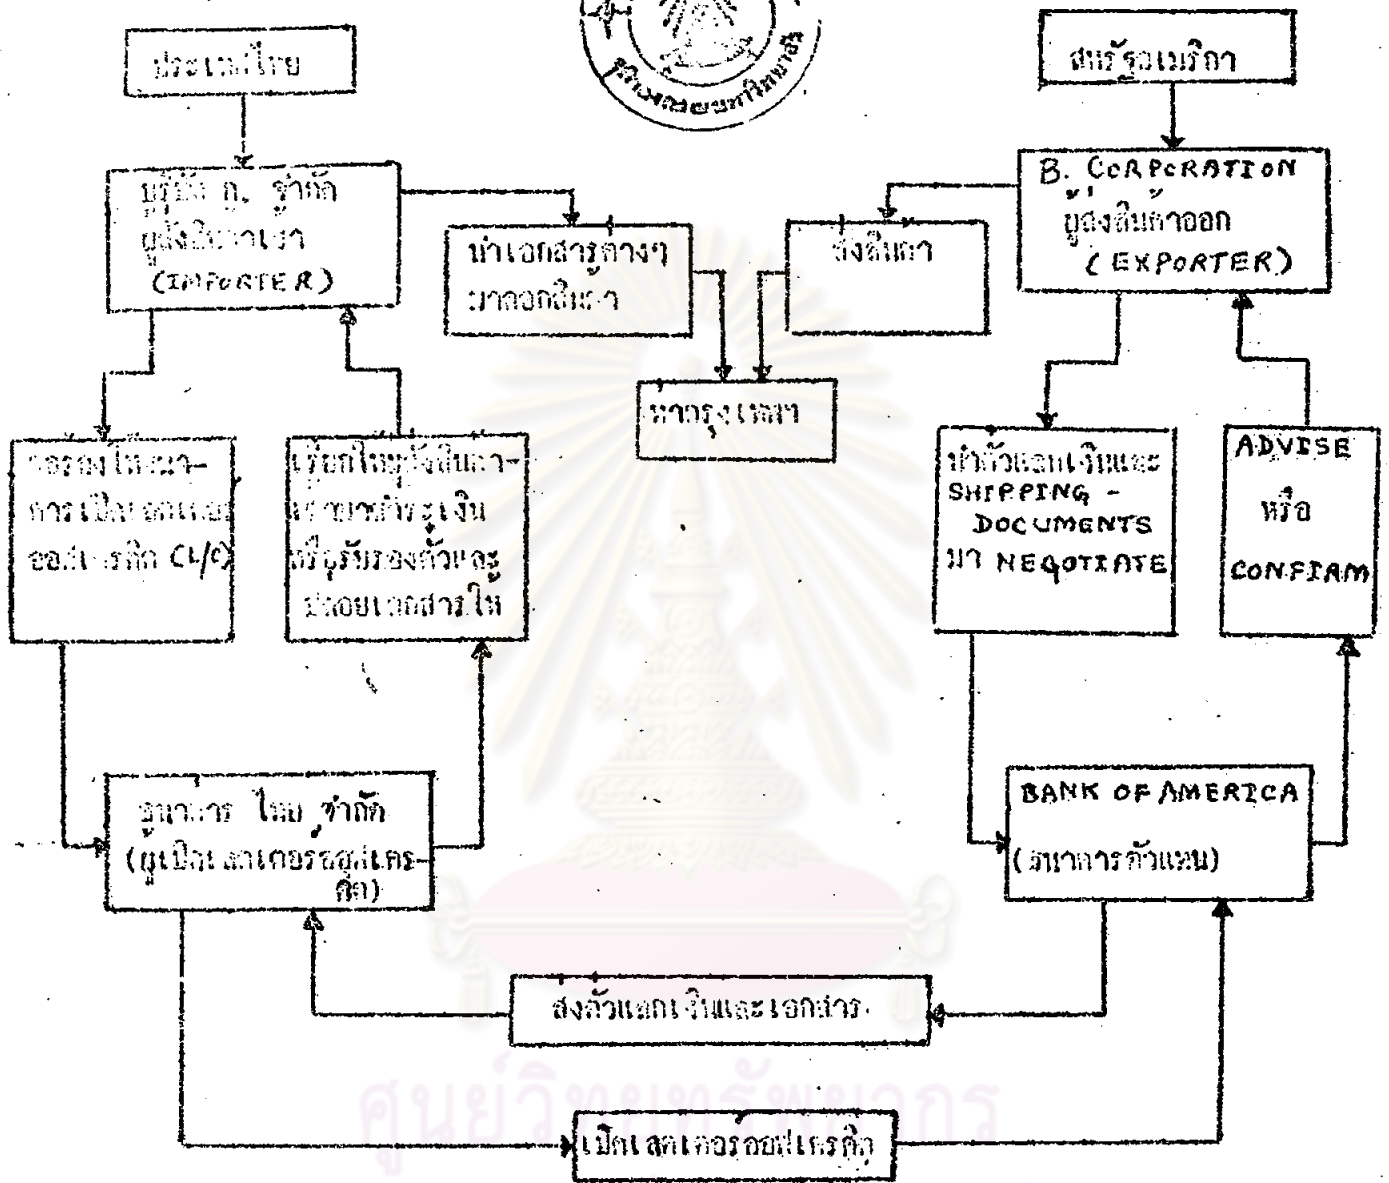 ประเทศไทย
สหรัฐอเมริกา
จุฬาลงกรณ์มหาวิทยาลัย
บริษัท ก. จำกัด
ผู้สั่งสินค้าเข้า
(IMPORTER)
นำเอกสารต่างๆ
มาออกสินค้า
ส่งสินค้า
B. CORPORATION
ผู้ส่งสินค้าออก
(EXPORTER)
ท่ากรุงเทพฯ
ขอร้องให้ธนา-
คารเปิดเลตเตอร์
ออฟเครดิต (L/C)
เรียกให้ผู้สั่งสินค้า-
เข้ามาชำระเงิน
หรือรับรองตั๋วและ
ปล่อยเอกสารให้
นำตั๋วแลกเงินและ
SHIPPING -
DOCUMENTS
มา NEGOTIATE
ADVISE
หรือ
CONFIRM
ธนาคาร ไทย จำกัด
(ผู้เปิดเลตเตอร์ออฟเคร-
ดิต)
BANK OF AMERICA
(ธนาคารตัวแทน)
ส่งตั๋วแลกเงินและเอกสาร
ศูนย์วิทยทรัพยากร
เปิดเลตเตอร์ออฟเครดิต